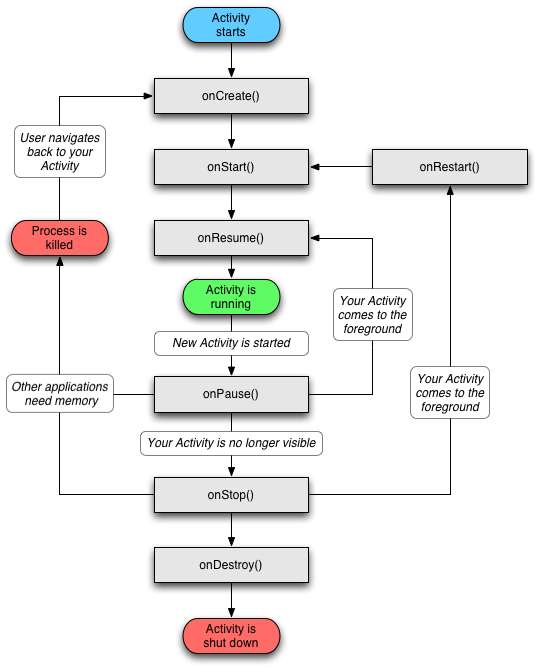 Activity
starts
onCreate()
User navigates
back to your
Activity
onStart()
onRestart()
Process is
killed
onResume()
Activity is
running
Your Activity
comes to the
foreground
New Activity is started
Other applications
need memory
onPause()
Your Activity
comes to the
foreground
Your Activity is no longer visible
onStop()
onDestroy()
Activity is
shut down